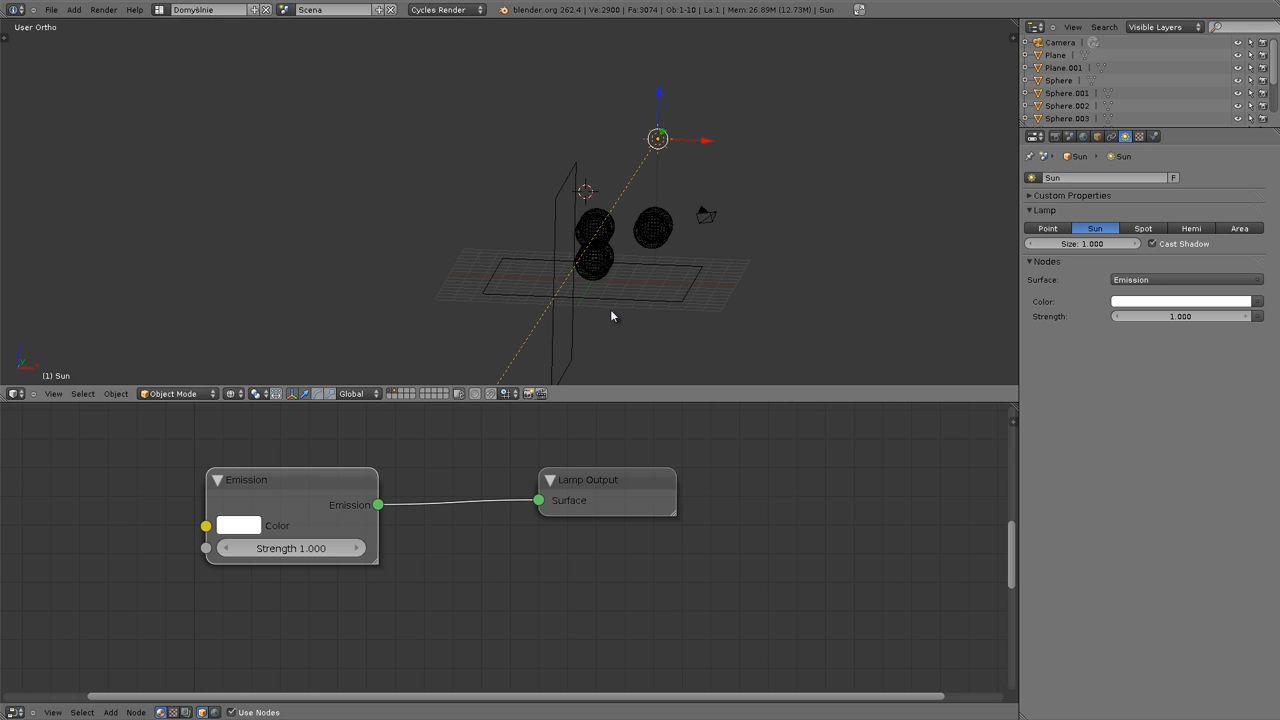 File Add Render Help Domyślnie Scena Cycles Render blender.org 262.4 | Ve:2900 | Fa:3074 | Ob:1-10 | La:1 | Mem:26.89M (12.73M) | Sun
User Ortho
View Search Visible Layers
Camera
Plane
Plane.001
Sphere
Sphere.001
Sphere.002
Sphere.003
Sun Sun
Sun F
Custom Properties
Lamp
Point Sun Spot Hemi Area
Size: 1.000 Cast Shadow
Nodes
Surface: Emission
Color:
Strength: 1.000
(1) Sun
View Select Object Object Mode Global
Emission
Emission
Color
Strength 1.000
Lamp Output
Surface
View Select Add Node Use Nodes